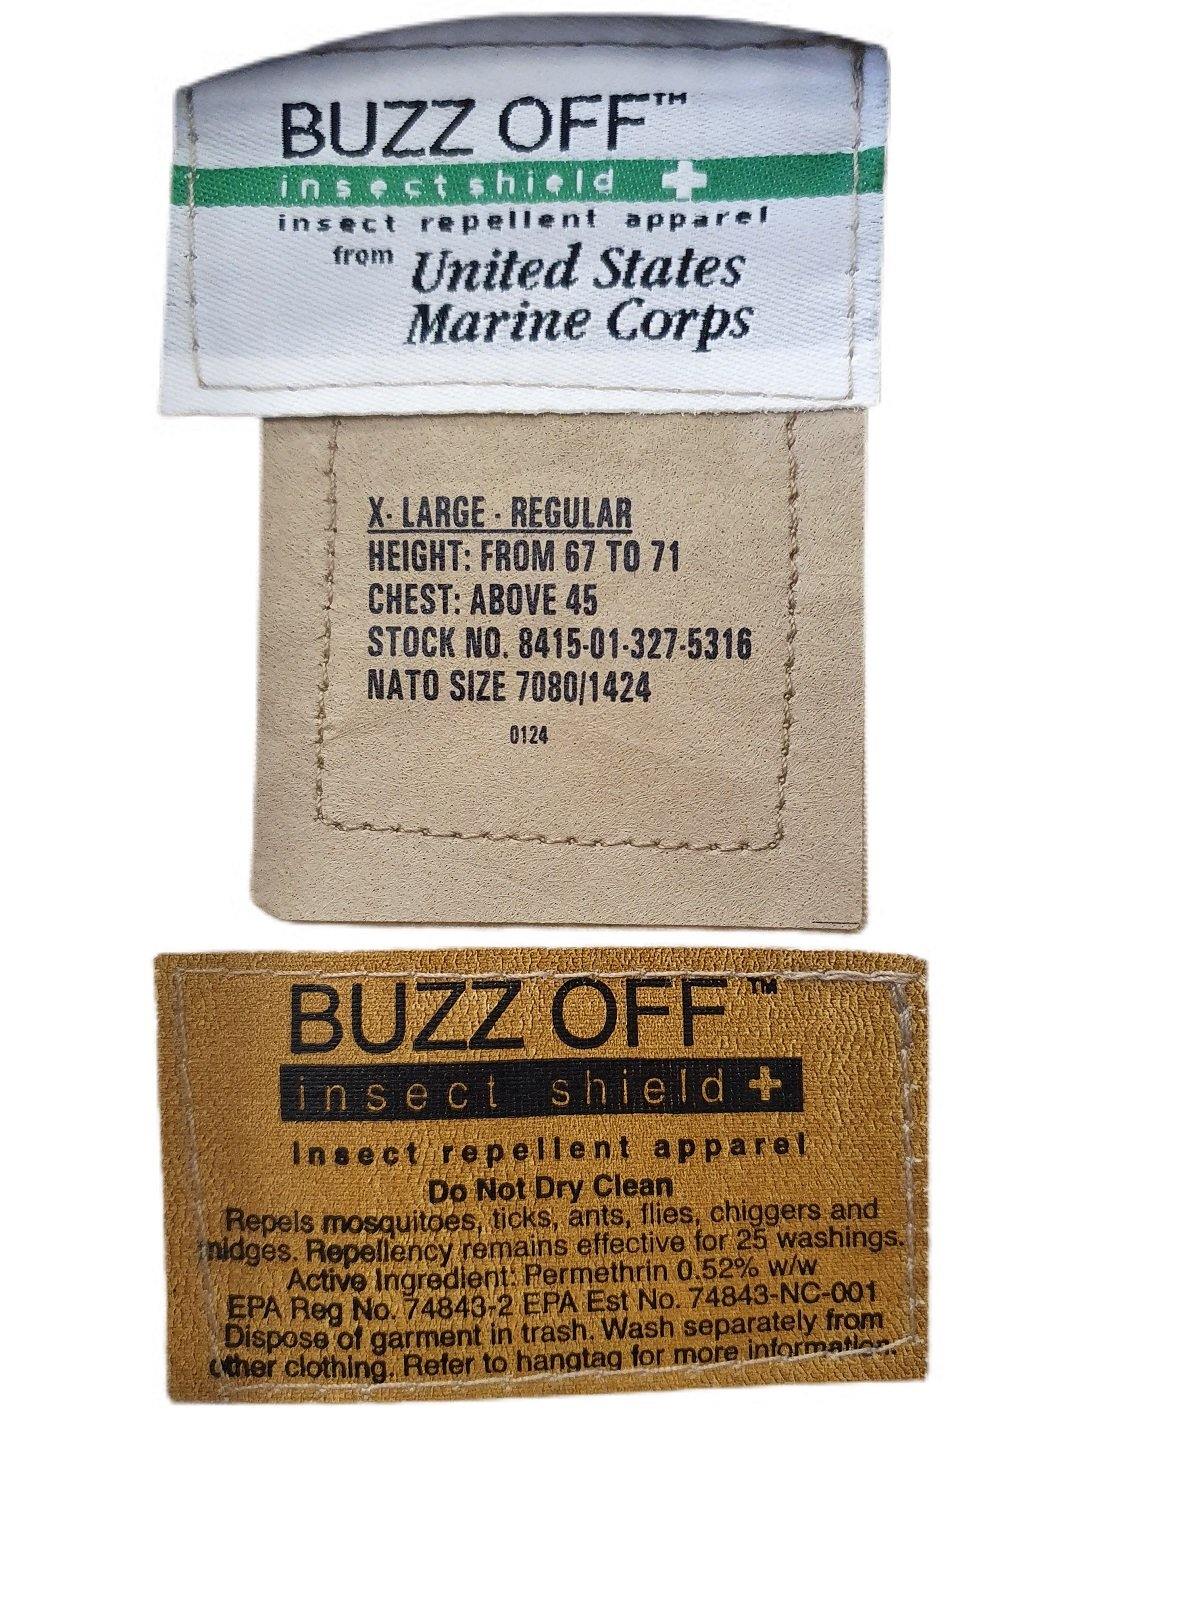 BUZZ OFF™
insect shield +
insect repellent apparel
from United States
Marine Corps
X-LARGE - REGULAR
HEIGHT: FROM 67 TO 71
CHEST: ABOVE 45
STOCK NO. 8415-01-327-5316
NATO SIZE 7080/1424
0124
BUZZ OFF™
insect shield +
Insect repellent apparel
Do Not Dry Clean
Repels mosquitoes, ticks, ants, flies, chiggers and
midges. Repellency remains effective for 25 washings.
Active Ingredient: Permethrin 0.52% w/w
EPA Reg No. 74843-2 EPA Est No. 74843-NC-001
Dispose of garment in trash. Wash separately from
other clothing. Refer to hangtag for more information.